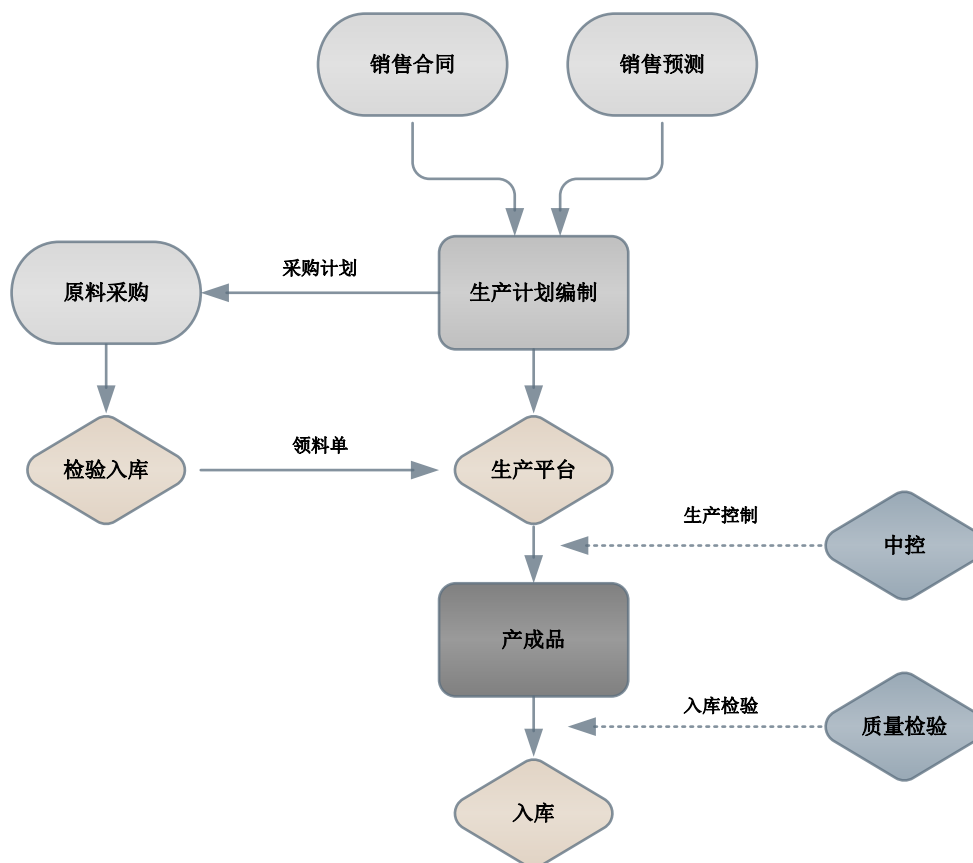 销售合同
销售预测
采购计划
原料采购
生产计划编制
领料单
检验入库
生产平台
生产控制
中控
产成品
入库检验
质量检验
入库